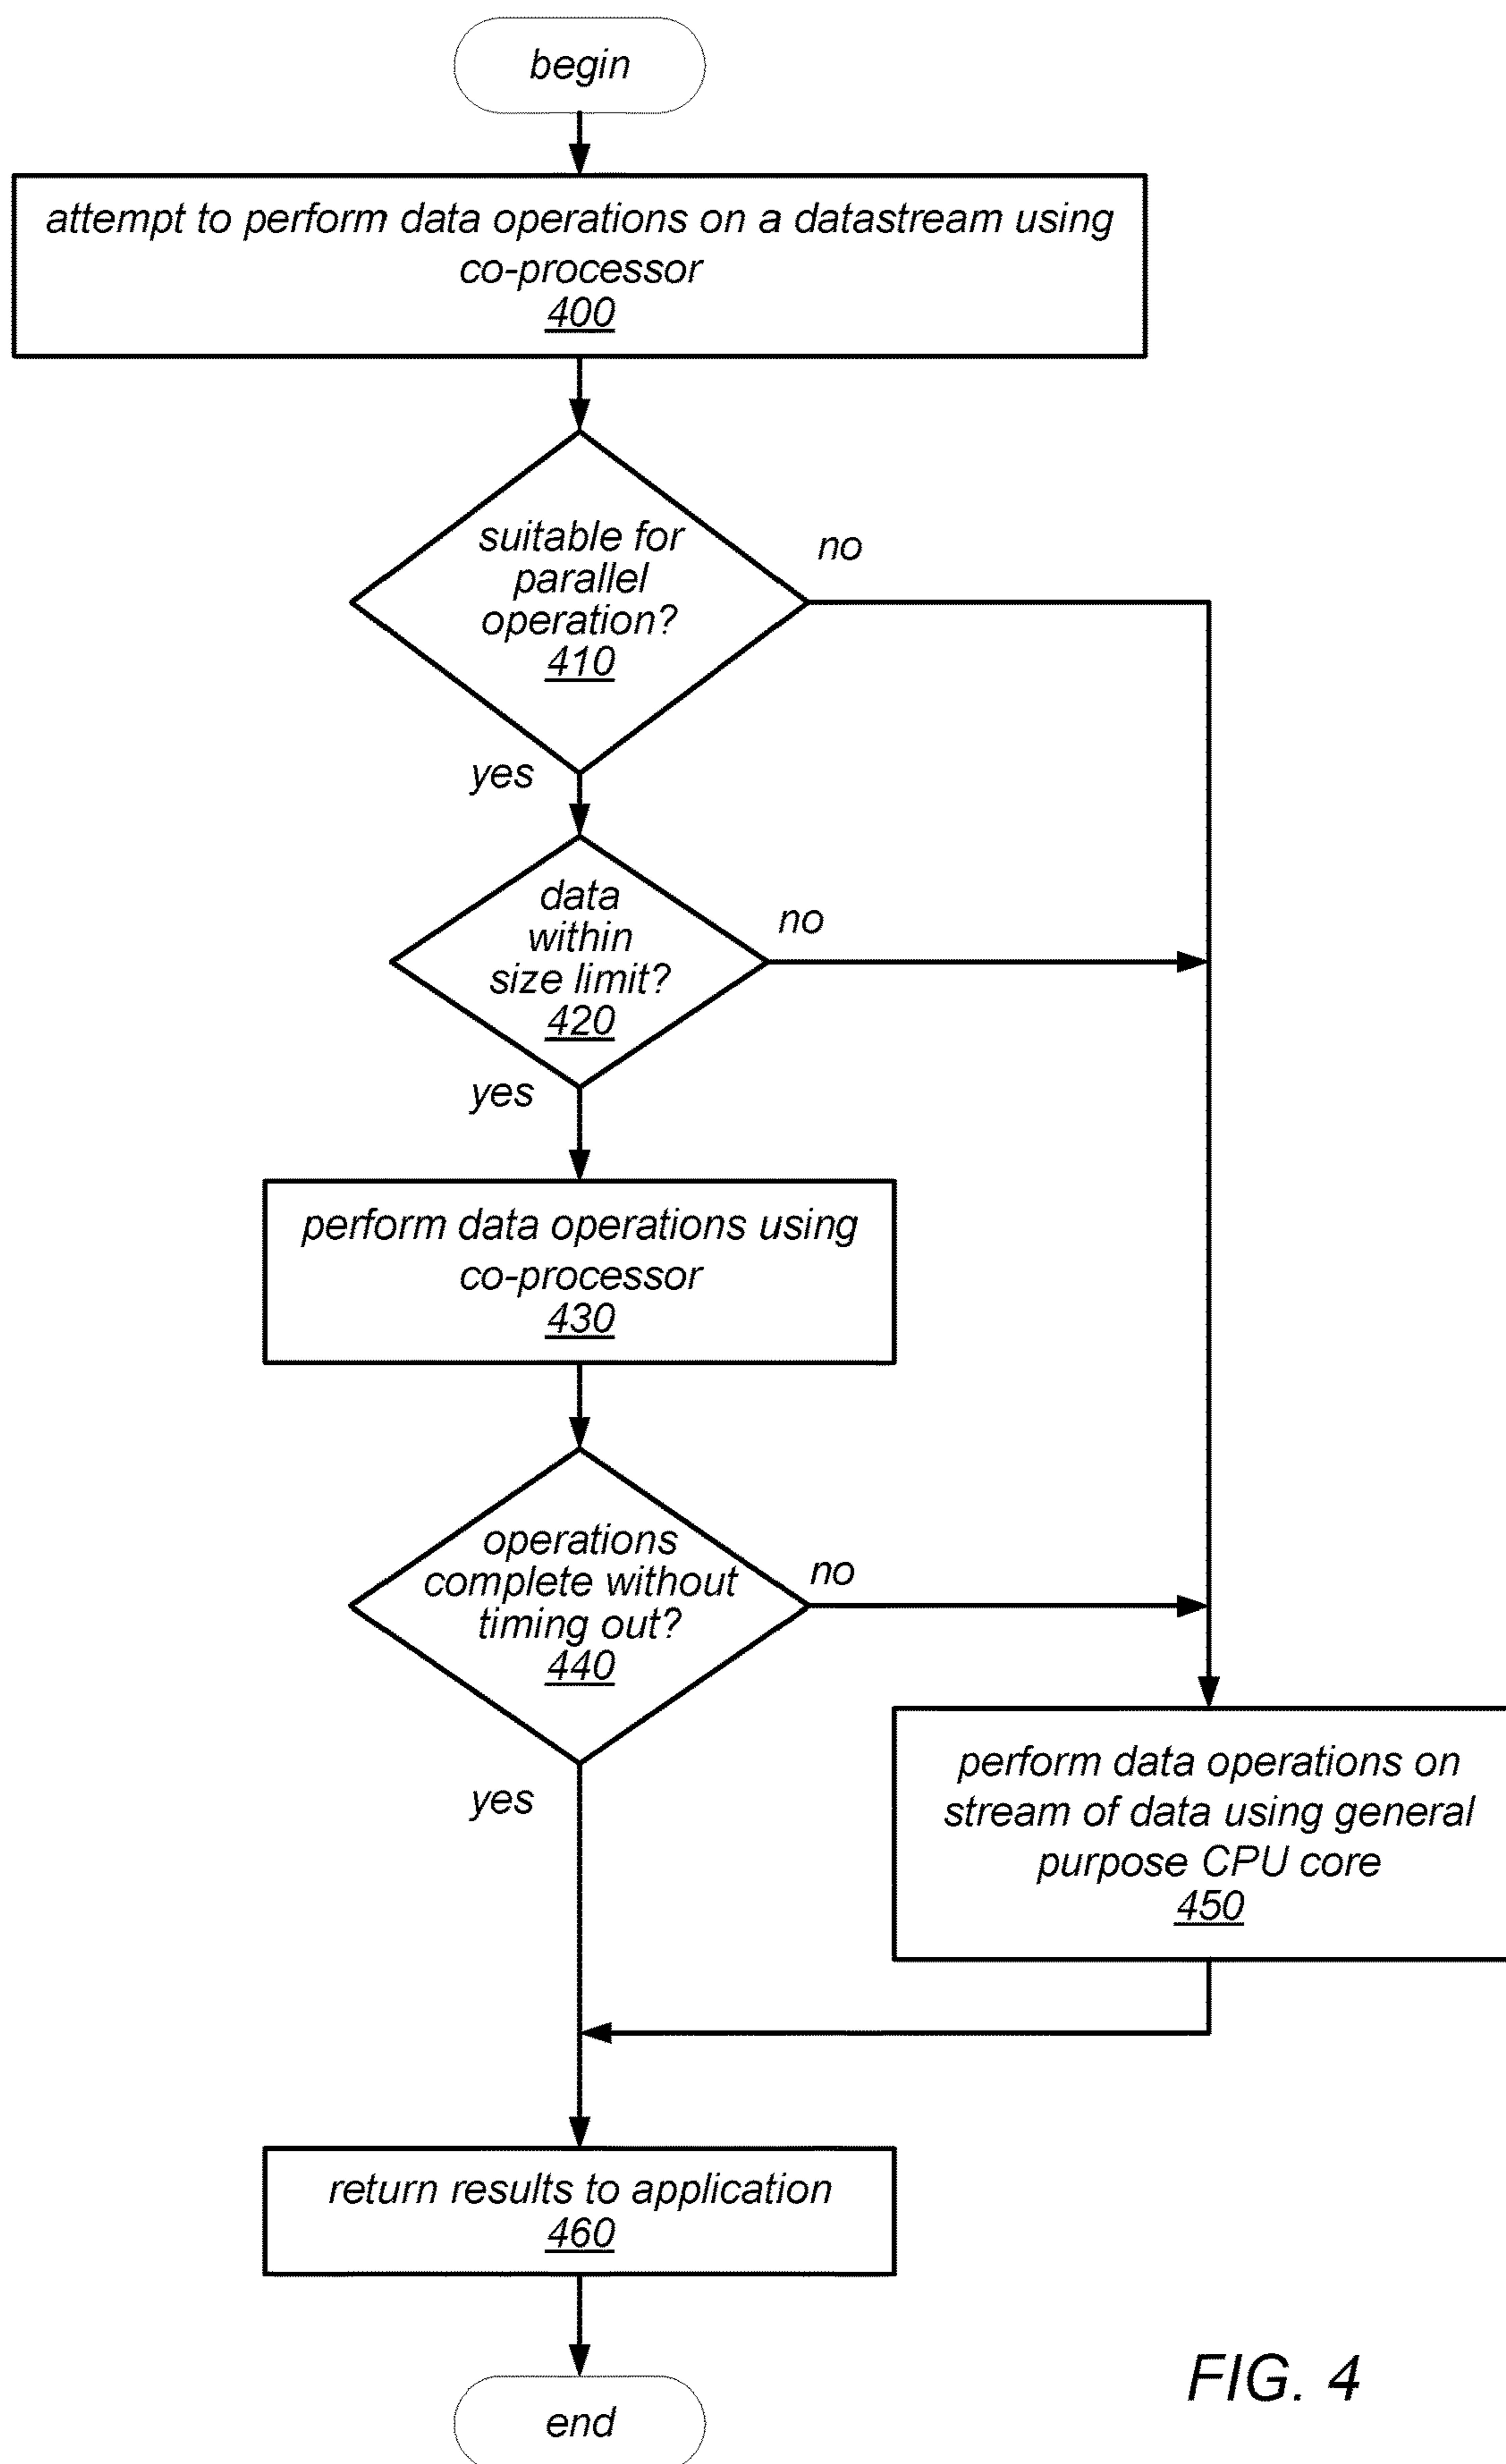 begin
attempt to perform data operations on a datastream using
co-processor
400
suitable for
parallel
operation?
410
no
yes
data
within
size limit?
420
no
yes
perform data operations using
co-processor
430
operations
complete without
timing out?
440
no
yes
perform data operations on
stream of data using general
purpose CPU core
450
return results to application
460
end
FIG. 4